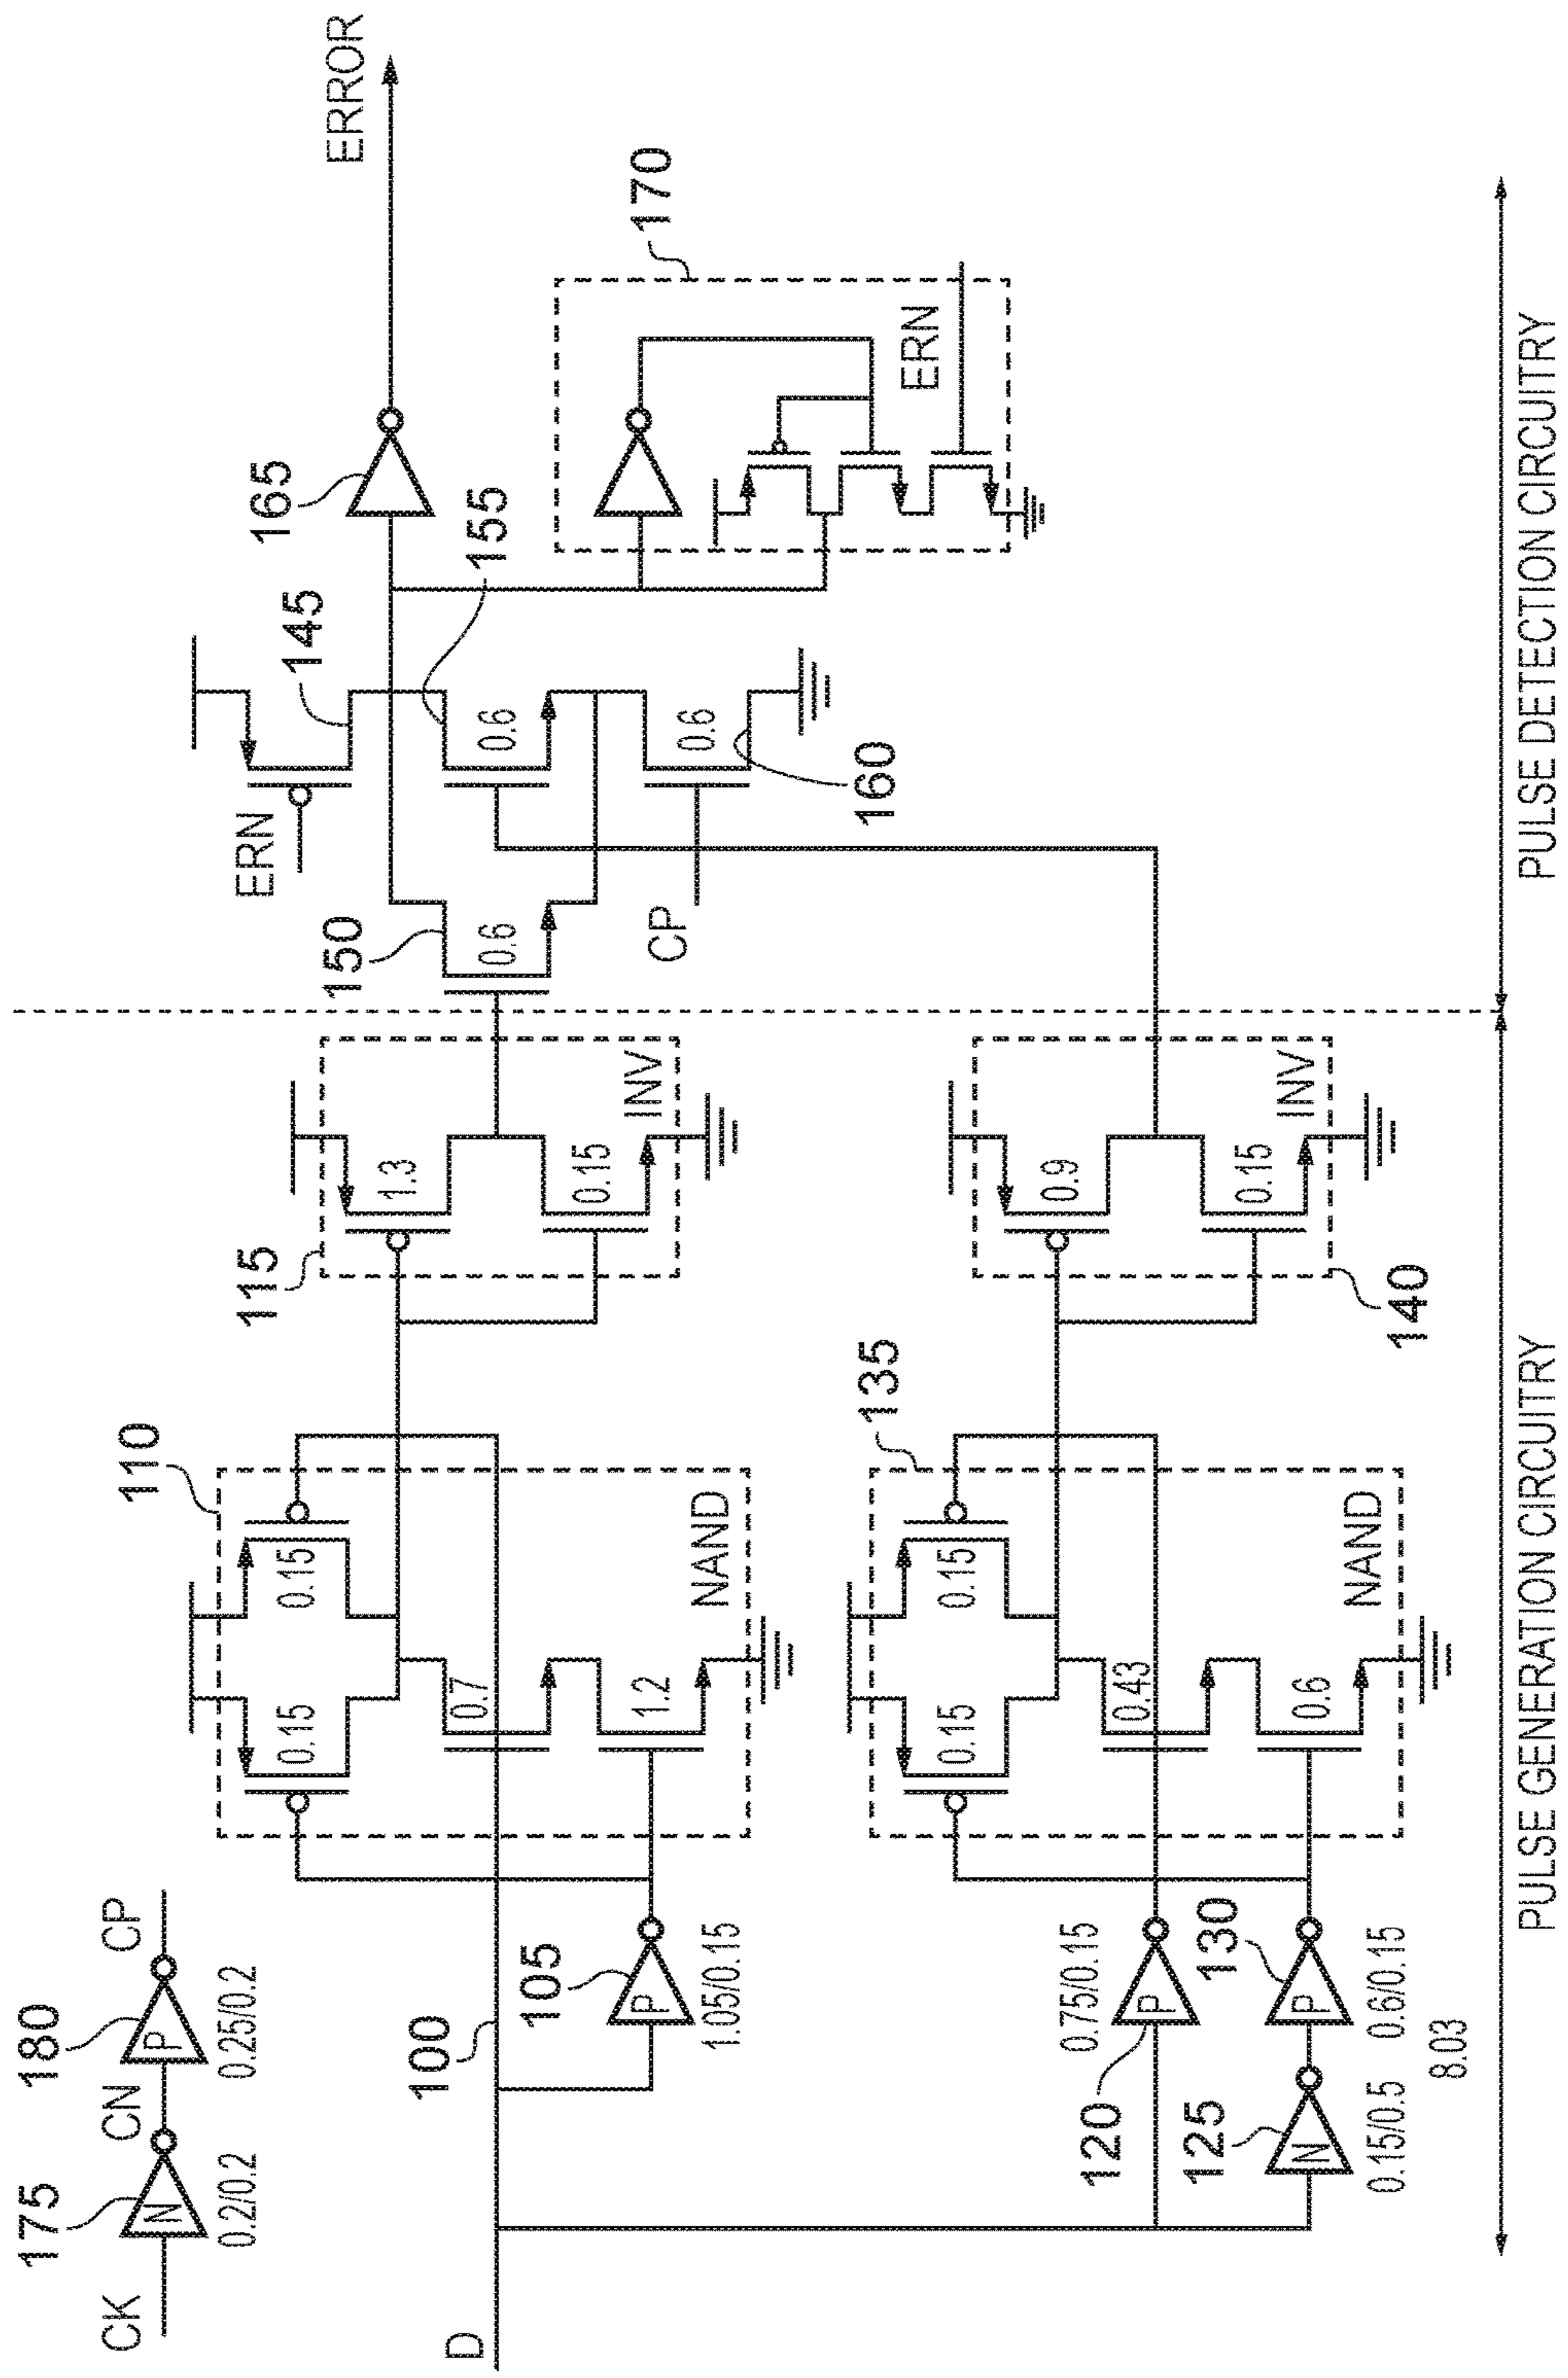 CK
175
N
0.2/0.2
CN
180
P
0.25/0.2
CP
D
100
105
P
1.05/0.15
110
0.15
0.15
0.7
1.2
NAND
115
1.3
0.15
INV
120
P
0.75/0.15
125
N
0.15/0.5
130
P
0.6/0.15
8.03
135
0.15
0.15
0.43
0.6
NAND
140
0.9
0.15
INV
ERN
145
150
0.6
155
0.6
CP
160
0.6
165
ERROR
170
ERN
PULSE GENERATION CIRCUITRY
PULSE DETECTION CIRCUITRY